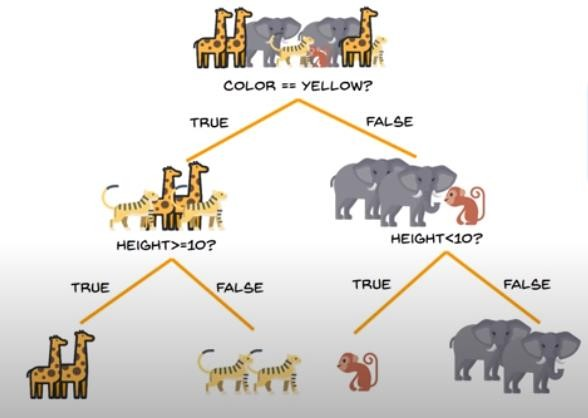 COLOR == YELLOW?
TRUE
FALSE
HEIGHT>=10?
HEIGHT<10?
TRUE
FALSE
TRUE
FALSE